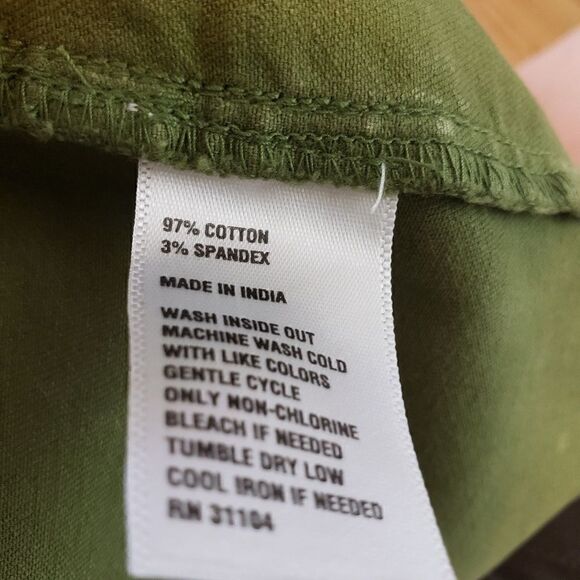 97% COTTON
3% SPANDEX
MADE IN INDIA
WASH INSIDE OUT
MACHINE WASH COLD
WITH LIKE COLORS
GENTLE CYCLE
ONLY NON-CHLORINE
BLEACH IF NEEDED
TUMBLE DRY LOW
COOL IRON IF NEEDED
RN 31104